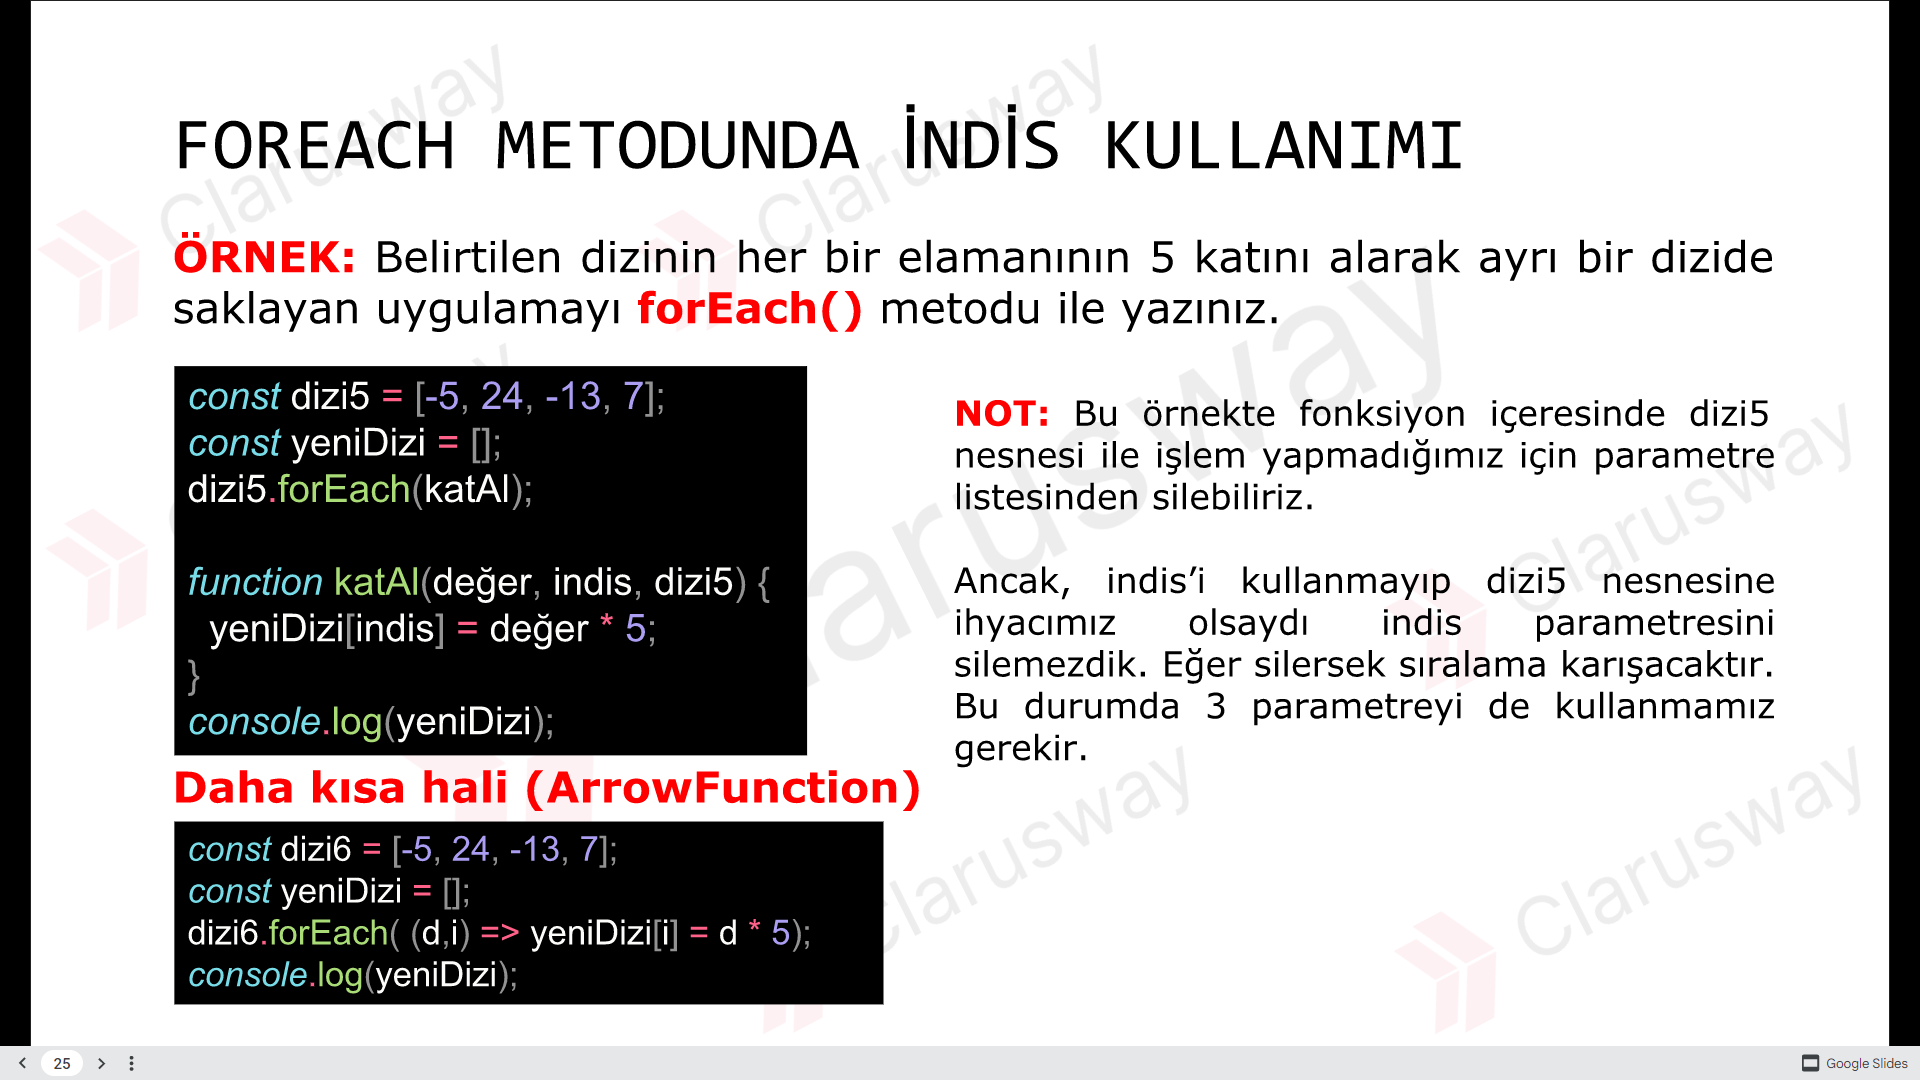 FOREACH METODUNDA İNDİS KULLANIMI
ÖRNEK: Belirtilen dizinin her bir elamanının 5 katını alarak ayrı bir dizide
saklayan uygulamayı forEach() metodu ile yazınız.
const dizi5 = [-5, 24, -13, 7];
const yeniDizi = [];
dizi5.forEach(katAl);
function katAl(değer, indis, dizi5) {
yeniDizi[indis] = değer * 5;
}
console.log(yeniDizi);
Daha kısa hali (ArrowFunction)
const dizi6 = [-5, 24, -13, 7];
const yeniDizi = [];
dizi6.forEach( (d,i) => yeniDizi[i] = d * 5);
console.log(yeniDizi);
NOT: Bu örnekte fonksiyon içeresinde dizi5
nesnesi ile işlem yapmadığımız için parametre
listesinden silebiliriz.
Ancak, indis’i kullanmayıp dizi5 nesnesine
ihyacımız olsaydı indis parametresini
silemezdik. Eğer silersek sıralama karışacaktır.
Bu durumda 3 parametreyi de kullanmamız
gerekir.
Clarusway
Clarusway
Clarusway
Clarusway
Clarusway
Clarusway
25
Google Slides